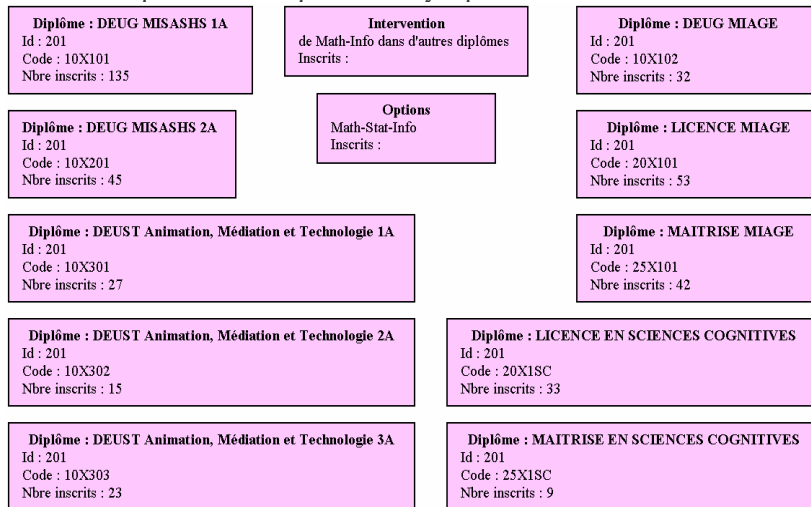 Diplôme : DEUG MISASHS 1A
Id : 201
Code : 10X101
Nbre inscrits : 135
Intervention
de Math-Info dans d'autres diplômes
Inscrits :
Diplôme : DEUG MIAGE
Id : 201
Code : 10X102
Nbre inscrits : 32
Diplôme : DEUG MISASHS 2A
Id : 201
Code : 10X201
Nbre inscrits : 45
Options
Math-Stat-Info
Inscrits :
Diplôme : LICENCE MIAGE
Id : 201
Code : 20X101
Nbre inscrits : 53
Diplôme : DEUST Animation, Médiation et Technologie 1A
Id : 201
Code : 10X301
Nbre inscrits : 27
Diplôme : MAITRISE MIAGE
Id : 201
Code : 25X101
Nbre inscrits : 42
Diplôme : DEUST Animation, Médiation et Technologie 2A
Id : 201
Code : 10X302
Nbre inscrits : 15
Diplôme : LICENCE EN SCIENCES COGNITIVES
Id : 201
Code : 20X1SC
Nbre inscrits : 33
Diplôme : DEUST Animation, Médiation et Technologie 3A
Id : 201
Code : 10X303
Nbre inscrits : 23
Diplôme : MAITRISE EN SCIENCES COGNITIVES
Id : 201
Code : 25X1SC
Nbre inscrits : 9